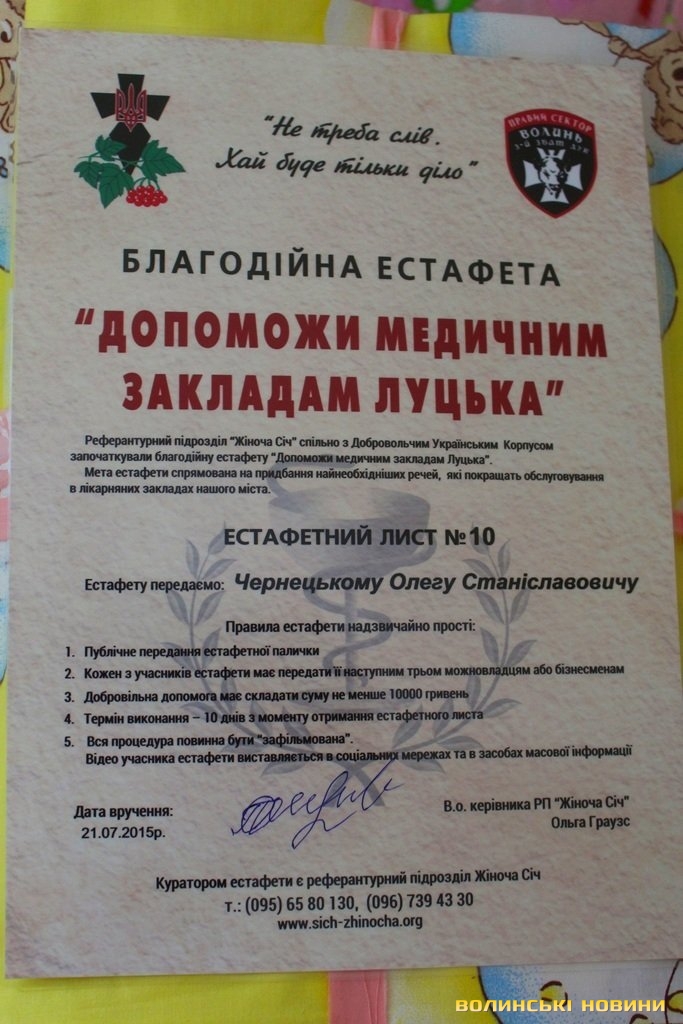 "Не треба слів.
Хай буде тільки діло"
ПРАВИЙ СЕКТОР
ВОЛИНЬ
БЛАГОДІЙНА ЕСТАФЕТА
"ДОПОМОЖИ МЕДИЧНИМ
ЗАКЛАДАМ ЛУЦЬКА"
Реферантурний підрозділ "Жіноча Січ" спільно з Добровольчим Українським Корпусом
започаткували благодійну естафету "Допоможи медичним закладам Луцька".
Мета естафети спрямована на придбання найнеобхідніших речей, які покращать обслуговування
в лікарняних закладах нашого міста.
ЕСТАФЕТНИЙ ЛИСТ №10
Естафету передаємо: Чернецькому Олегу Станіславовичу
Правила естафети надзвичайно прості:
1. Публічне передання естафетної палички
2. Кожен з учасників естафети має передати її наступним трьом можновладцям або бізнесменам
3. Добровільна допомога має складати суму не менше 10000 гривень
4. Термін виконання – 10 днів з моменту отримання естафетного листа
5. Вся процедура повинна бути "зафільмована".
Відео учасника естафети виставляється в соціальних мережах та в засобах масової інформації
Дата вручення:
21.07.2015р.
В.о. керівника РП "Жіноча Січ"
Ольга Граузс
Куратором естафети є реферантурний підрозділ Жіноча Січ
т.: (095) 65 80 130, (096) 739 43 30
www.sich-zhinocha.org
ВОЛИНСЬКІ НОВИНИ